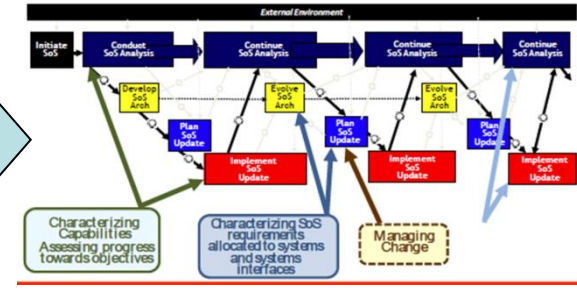 External Environment
Initiate
SoS
Conduct
SoS Analysis
Continue
SoS Analysis
Continue
SoS Analysis
Continue
SoS Analysis
Develop
SoS
Arch
Evolve
SoS
Arch
Evolve
SoS
Arch
Plan
SoS
Update
Plan
SoS
Update
Plan
SoS
Update
Implement
SoS
Update
Implement
SoS
Update
Implement
SoS
Update
Characterizing
Capabilities
Assessing progress
towards objectives
Characterizing SoS
requirements
allocated to systems
and systems
interfaces
Managing
Change